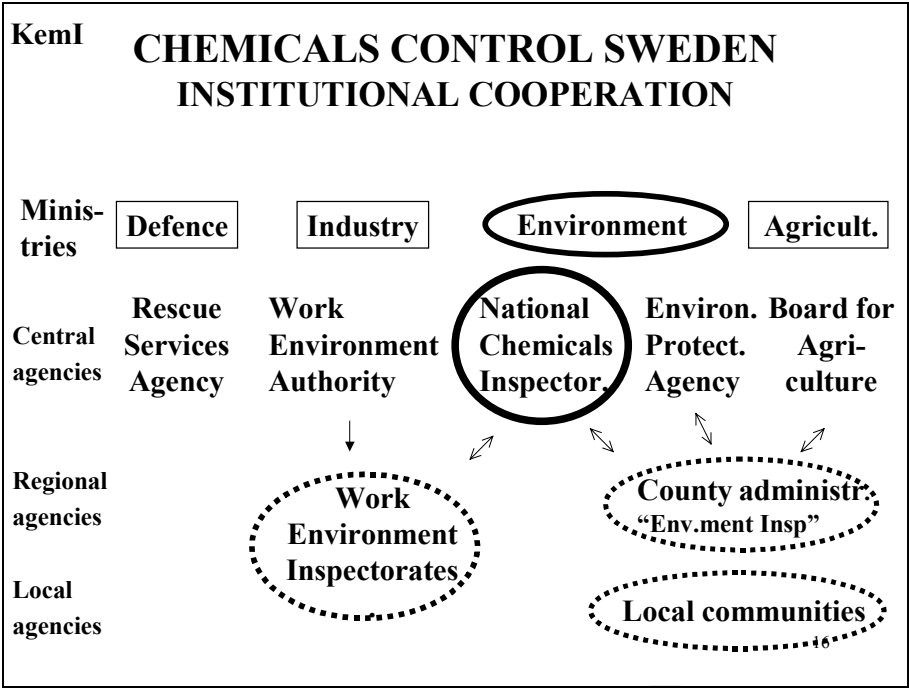 KemI
CHEMICALS CONTROL SWEDEN
INSTITUTIONAL COOPERATION
Minis-
tries
Defence
Industry
Environment
Agricult.
Central
agencies
Rescue
Services
Agency
Work
Environment
Authority
National
Chemicals
Inspector.
Environ.
Protect.
Agency
Board for
Agri-
culture
Regional
agencies
Work
Environment
Inspectorates
.
County administr.
“Env.ment Insp”
Local
agencies
Local communities
16